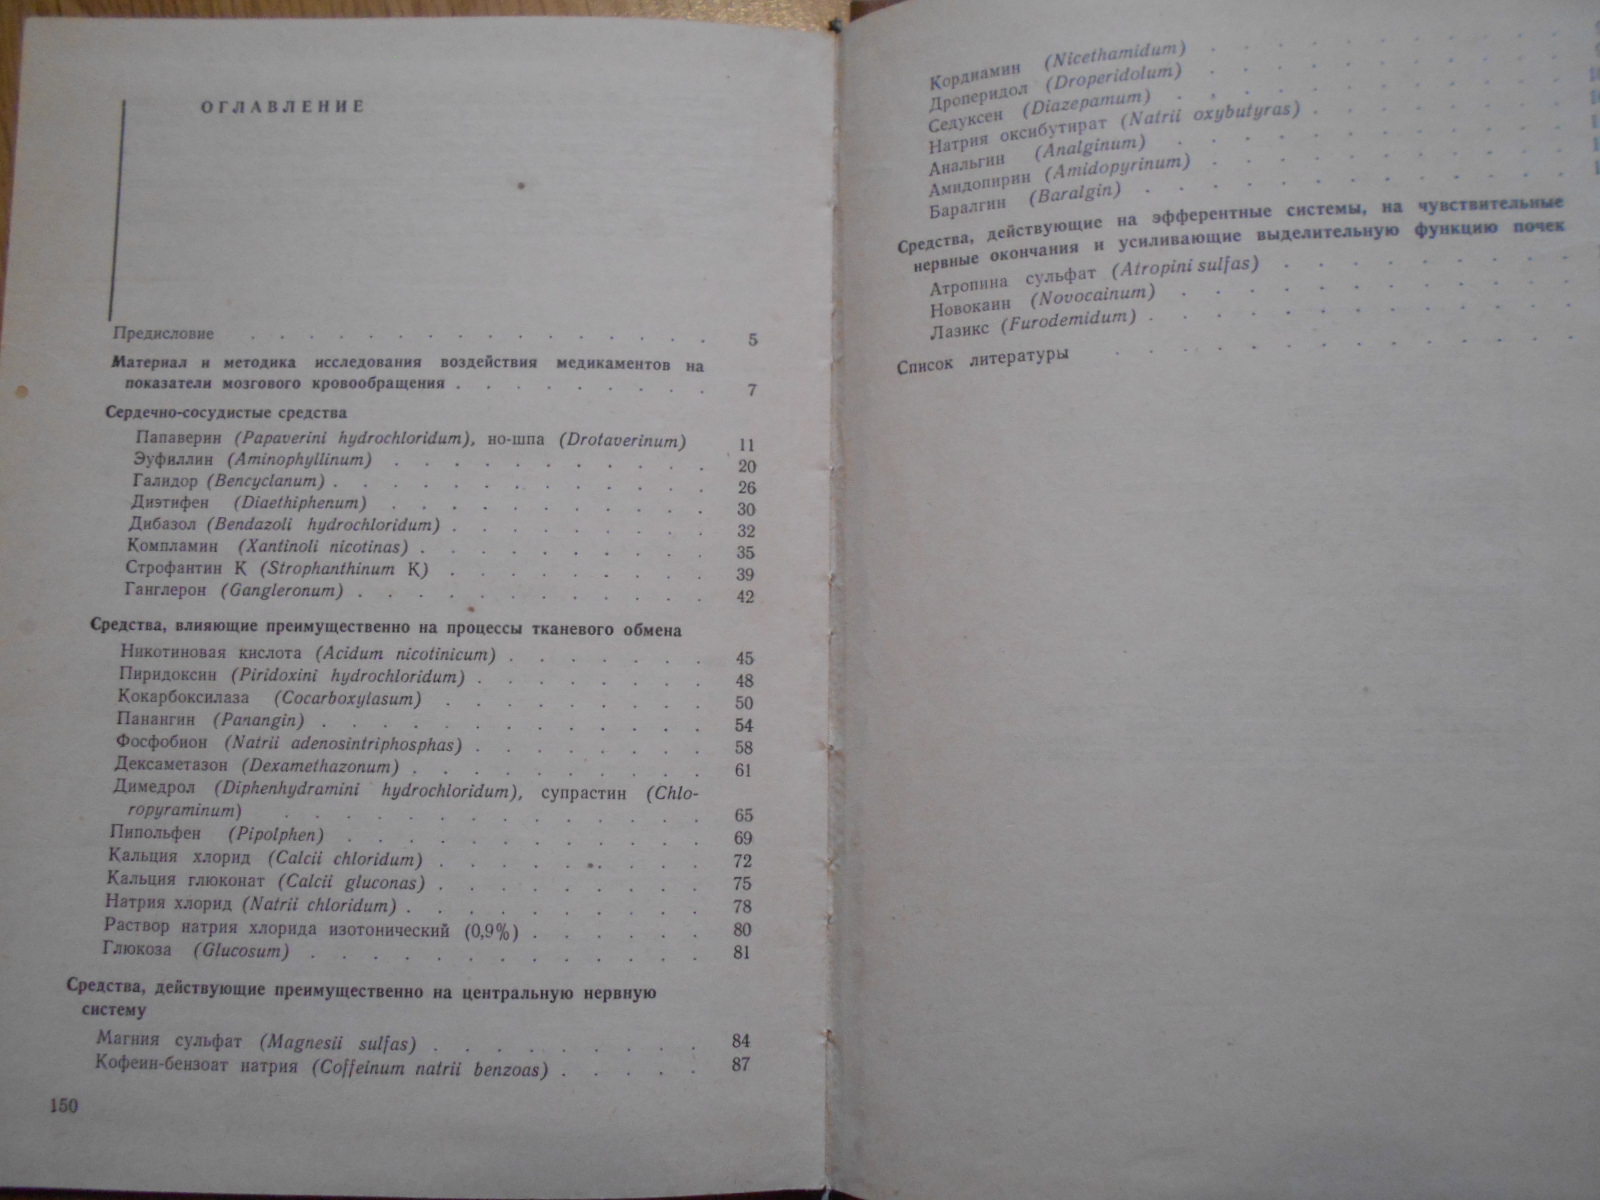 ОГЛАВЛЕНИЕ
Предисловие . . . . . . . . . . . . . . . 5
Материал и методика исследования воздействия медикаментов на
показатели мозгового кровообращения . . . . . . . . . 7
Сердечно-сосудистые средства
Папаверин (Papaverini hydrochloridum), но-шпа (Drotaverinum) 11
Эуфиллин (Aminophyllinum) . . . . . . . . . . . 20
Галидор (Bencyclanum) . . . . . . . . . . . . . 26
Диэтифен (Diaethiphenum) . . . . . . . . . . . 30
Дибазол (Bendazoli hydrochloridum) . . . . . . . . . 32
Компламин (Xantinoli nicotinas) . . . . . . . . . . 35
Строфантин К (Strophanthinum K) . . . . . . . . . 39
Ганглерон (Gangleronum) . . . . . . . . . . . . 42
Средства, влияющие преимущественно на процессы тканевого обмена
Никотиновая кислота (Acidum nicotinicum) . . . . . . . 45
Пиридоксин (Piridoxini hydrochloridum) . . . . . . . . 48
Кокарбоксилаза (Cocarboxylasum) . . . . . . . . . 50
Панангин (Panangin) . . . . . . . . . . . . . 54
Фосфобион (Natrii adenosintriphosphas) . . . . . . . . 58
Дексаметазон (Dexamethazonum) . . . . . . . . . . 61
Димедрол (Diphenhydramini hydrochloridum), супрастин (Chlo-
ropyraminum) . . . . . . . . . . . . . . 65
Пипольфен (Pipolphen) . . . . . . . . . . . . 69
Кальция хлорид (Calcii chloridum) . . . . . . . . . 72
Кальция глюконат (Calcii gluconas) . . . . . . . . . 75
Натрия хлорид (Natrii chloridum) . . . . . . . . . . 78
Раствор натрия хлорида изотонический (0,9%) . . . . . . 80
Глюкоза (Glucosum) . . . . . . . . . . . . . 81
Средства, действующие преимущественно на центральную нервную
систему
Магния сульфат (Magnesii sulfas) . . . . . . . . . 84
Кофеин-бензоат натрия (Coffeinum natrii benzoas) . . . . . 87
150
Кордиамин (Nicethamidum) . . . . . . . . . . .
Дроперидол (Droperidolum) . . . . . . . . . . .
Седуксен (Diazepamum) . . . . . . . . . . . .
Натрия оксибутират (Natrii oxybutyras) . . . . . . . .
Анальгин (Analginum) . . . . . . . . . . . .
Амидопирин (Amidopyrinum) . . . . . . . . . . .
Баралгин (Baralgin) . . . . . . . . . . . . .
Средства, действующие на эфферентные системы, на чувствительные
нервные окончания и усиливающие выделительную функцию почек
Атропина сульфат (Atropini sulfas) . . . . . . . . .
Новокаин (Novocainum) . . . . . . . . . . . .
Лазикс (Furodemidum) . . . . . . . . . . . . .
Список литературы . . . . . . . . . . . . . .